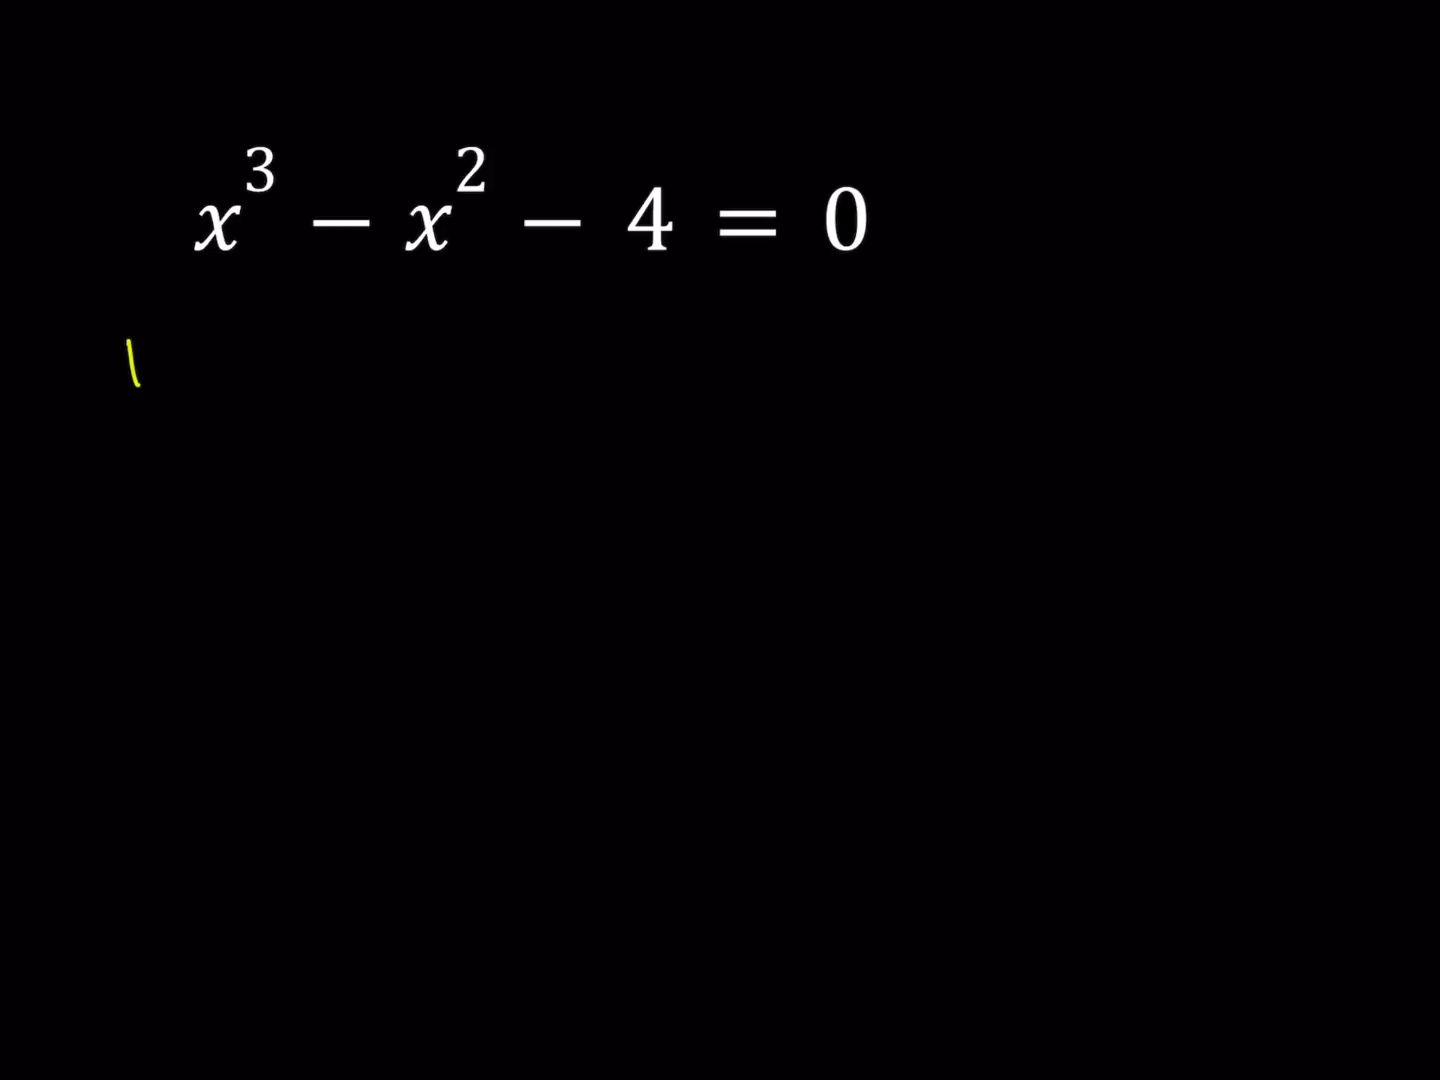 x³ − x² − 4 = 0